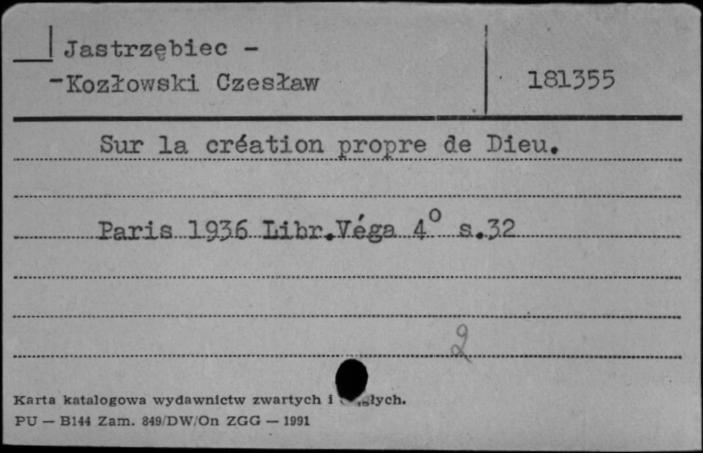 Jastrzębiec -
-Kozłowski Czesław
181355
Sur la création propre de Dieu.
Paris 1936 Libr.Véga 4° s.32
2
Karta katalogowa wydawnictw zwartych i
PU — B144 Zam. 849/DW/On ZGG — 1991